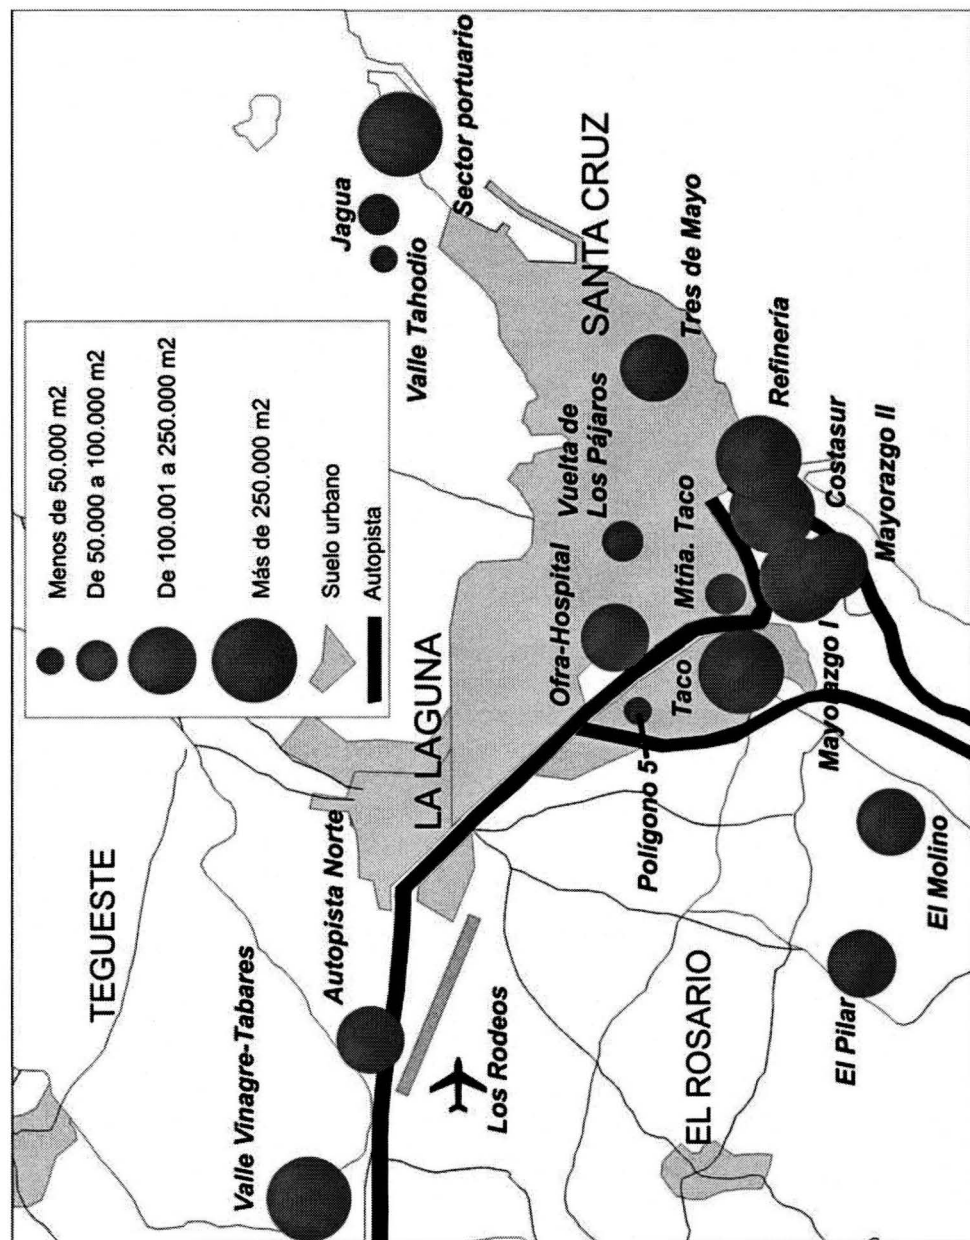 Menos de 50.000 m2
De 50.000 a 100.000 m2
De 100.001 a 250.000 m2
Más de 250.000 m2
Suelo urbano
Autopista
TEGUESTE
Valle Vinagre-Tabares
Autopista Norte
LA LAGUNA
Los Rodeos
EL ROSARIO
El Pilar
El Molino
Polígono 5
Taco
Mayorazgo I
Ofra-Hospital
Mtña. Taco
Vuelta de
Los Pájaros
SANTA CRUZ
Tres de Mayo
Refinería
Costasur
Mayorazgo II
Jagua
Valle Tahodio
Sector portuario